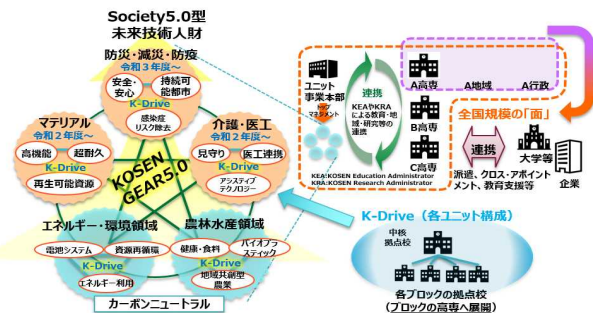 Society5.0型
未来技術人財
防災・減災・防疫
令和3年度～
安全・
安心
持続可
能都市
K-Drive
感染症
リスク除去
マテリアル
令和2年度～
高機能
超耐久
K-Drive
再生可能資源
介護・医工
令和2年度～
見守り
医工連携
K-Drive
アシスティブ
テクノロジー
KOSEN
GEAR5.0
エネルギー・環境領域
電池システム
資源再循環
K-Drive
エネルギー利用
農林水産領域
健康・食料
バイオプラ
スティック
K-Drive
地域共創型
農業
カーボンニュートラル
ユニット
事業本部
トップ
マネジメント
連携
KEAやKRA
による教育・地
域・研究等の
連携
A高専
A地域
A行政
B高専
C高専
KEA:KOSEN Education Administrator
KRA:KOSEN Research Administrator
全国規模の「面」
連携
大学等
企業
派遣、クロス・アポイント
メント、教育支援等
K-Drive（各ユニット構成）
中核
拠点校
各ブロックの拠点校
（ブロックの高専へ展開）